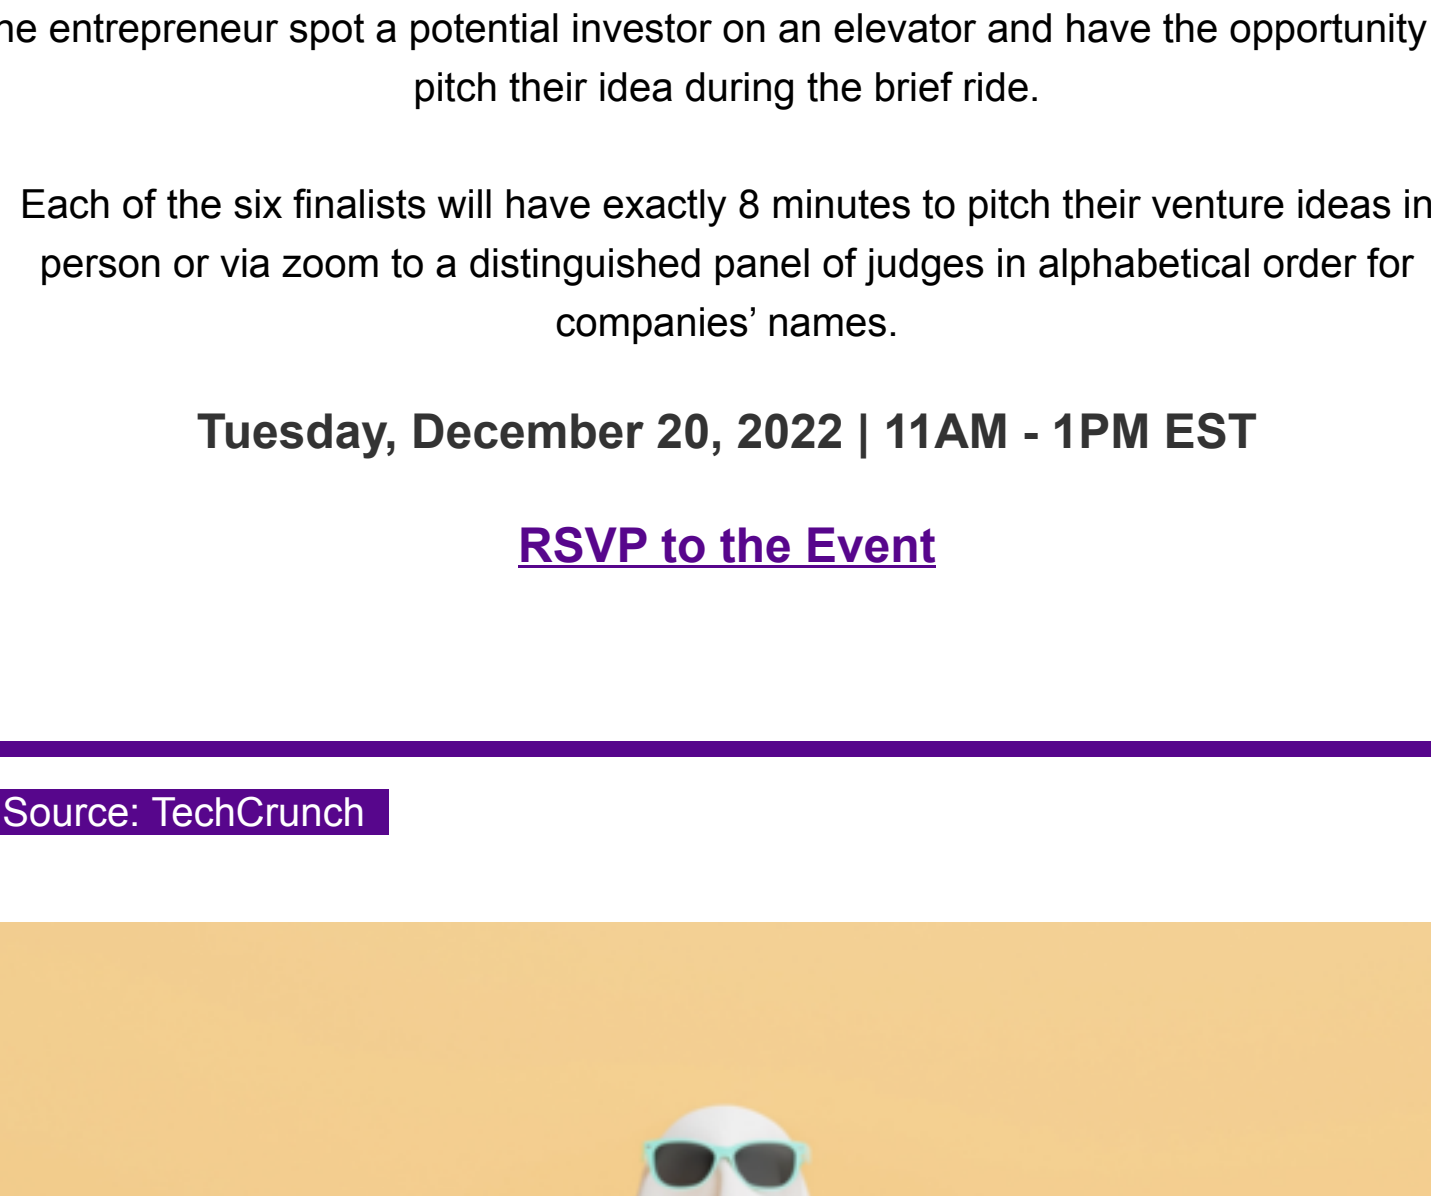 he entrepreneur spot a potential investor on an elevator and have the opportunity
pitch their idea during the brief ride.
Each of the six finalists will have exactly 8 minutes to pitch their venture ideas in
person or via zoom to a distinguished panel of judges in alphabetical order for
companies’ names.
Tuesday, December 20, 2022 | 11AM - 1PM EST
RSVP to the Event
Source: TechCrunch